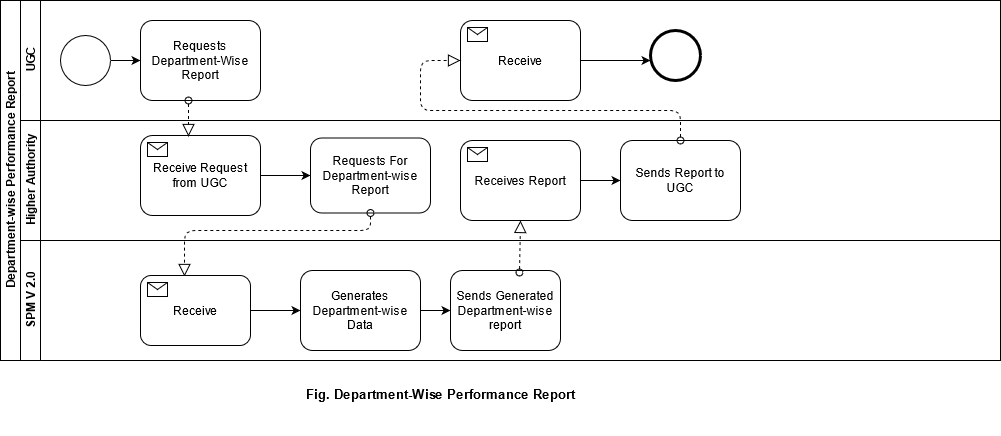 Department-wise Performance Report
UGC
Requests
Department-Wise
Report
Receive
Higher Authority
Receive Request
from UGC
Requests For
Department-wise
Report
Receives Report
Sends Report to
UGC
SPM V 2.0
Receive
Generates
Department-wise
Data
Sends Generated
Department-wise
report
Fig. Department-Wise Performance Report